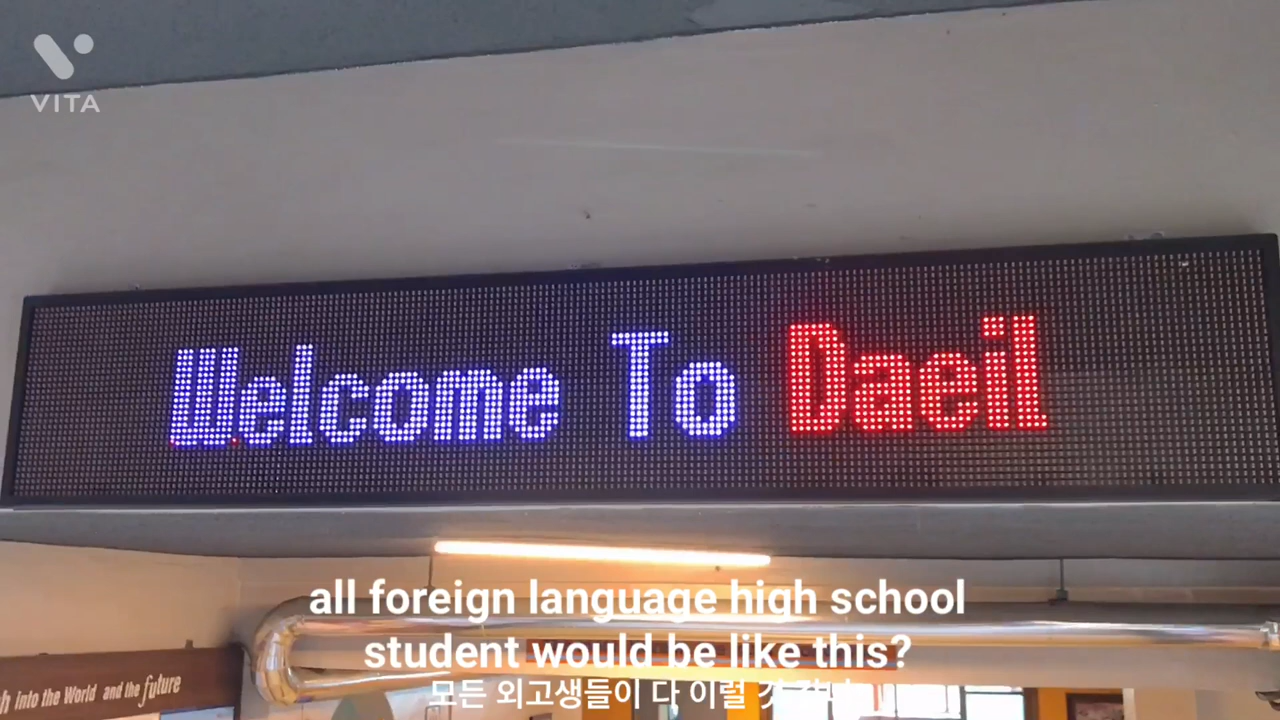 VITA
Welcome To Daeil
all foreign language high school
student would be like this?
모든 외고생들이 다 이럴 것
into the World and the future